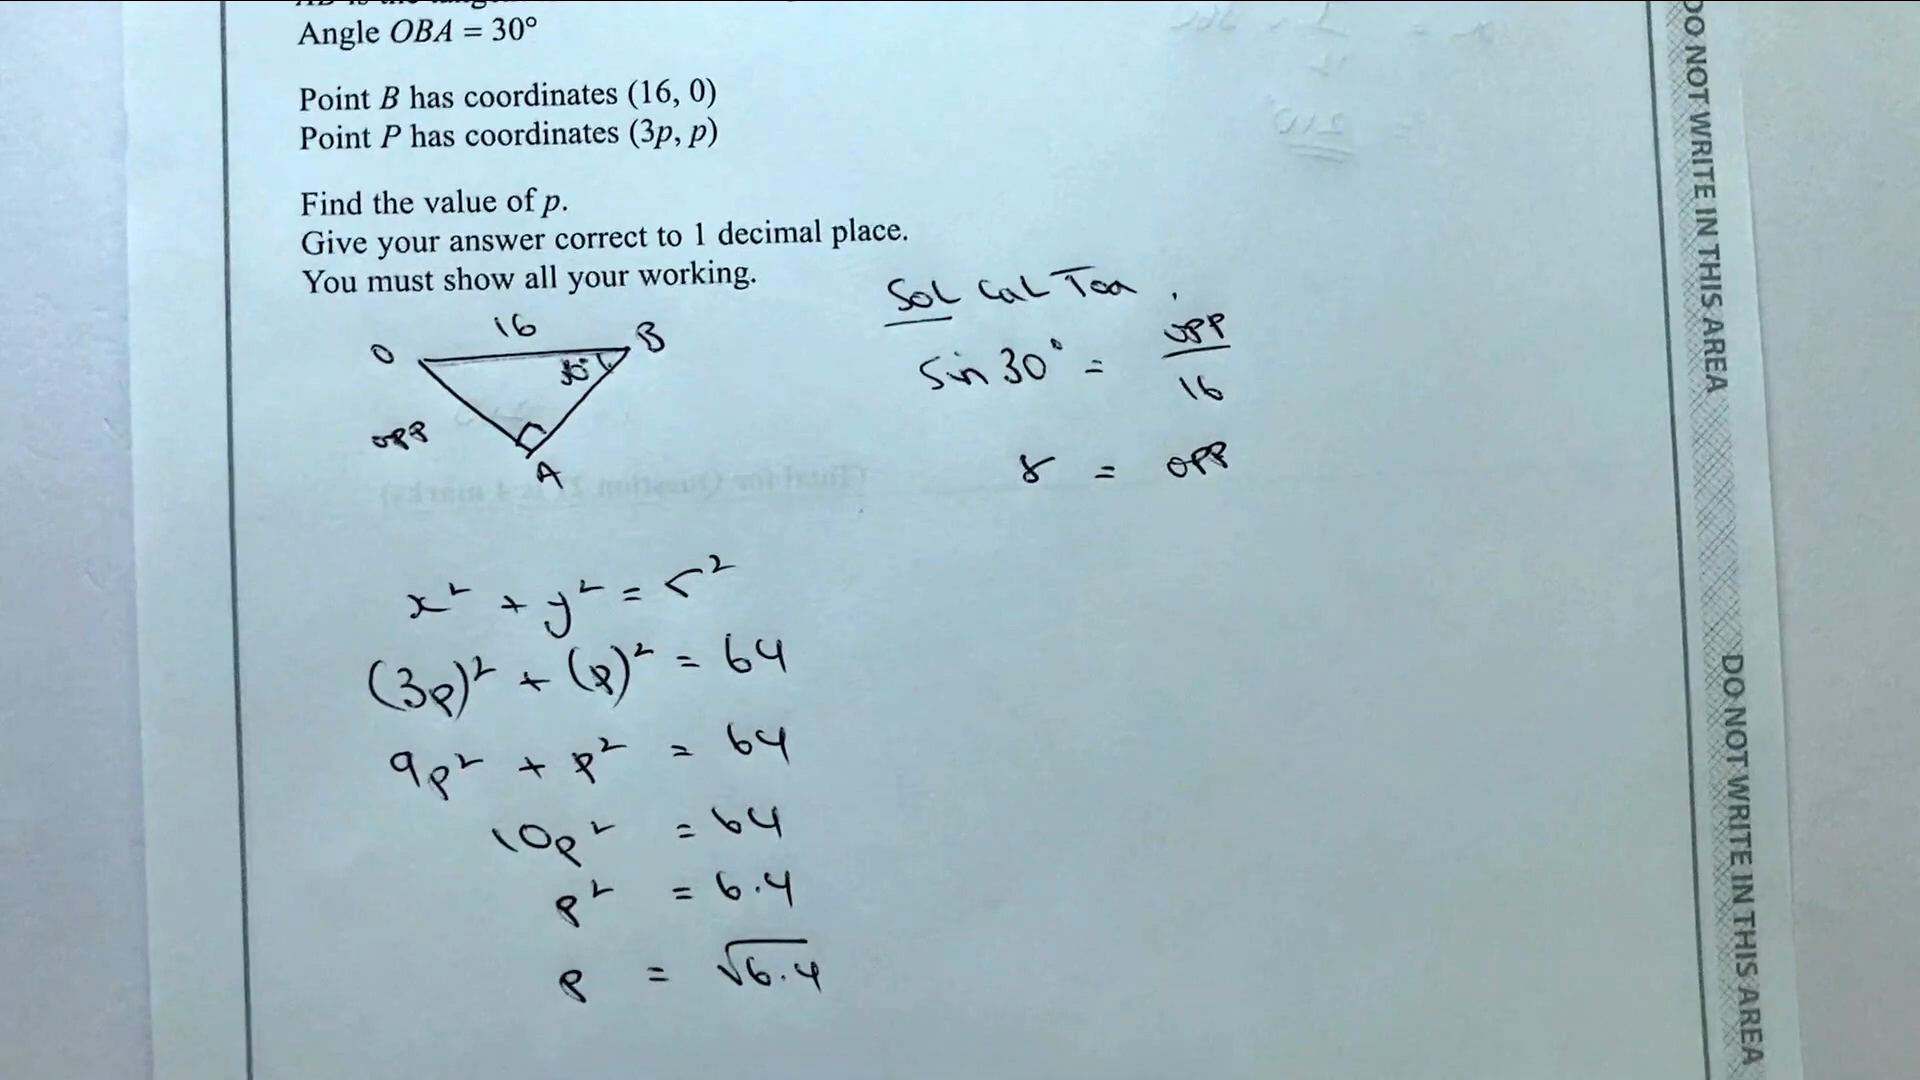 Angle OBA = 30°
Point B has coordinates (16, 0)
Point P has coordinates (3p, p)
Find the value of p.
Give your answer correct to 1 decimal place.
You must show all your working.
16
O
B
30°
opp
A
Soh Cah Toa
Sin 30° = opp / 16
8 = opp
x² + y² = r²
(3p)² + (p)² = 64
9p² + p² = 64
10p² = 64
p² = 6.4
p = √6.4
DO NOT WRITE IN THIS AREA
DO NOT WRITE IN THIS AREA